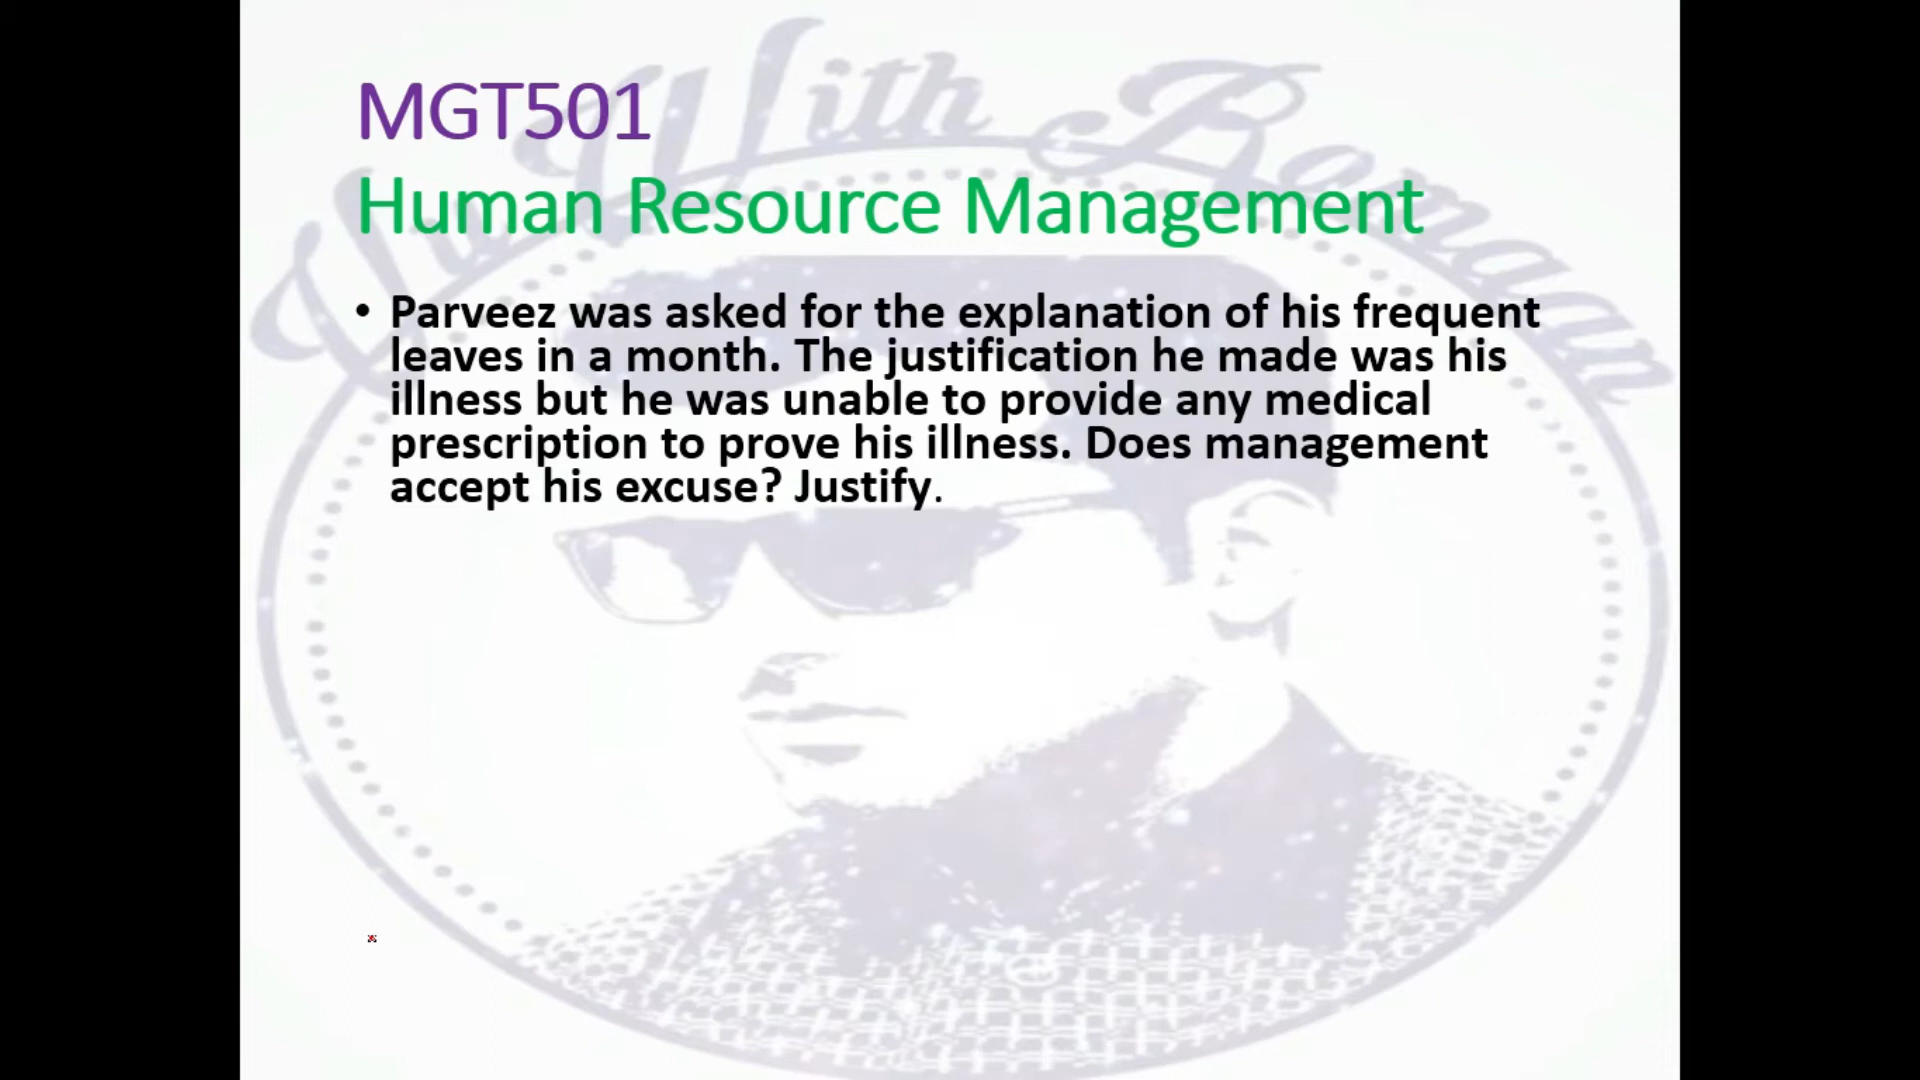 With Romaan
MGT501
Human Resource Management
• Parveez was asked for the explanation of his frequent
leaves in a month. The justification he made was his
illness but he was unable to provide any medical
prescription to prove his illness. Does management
accept his excuse? Justify.